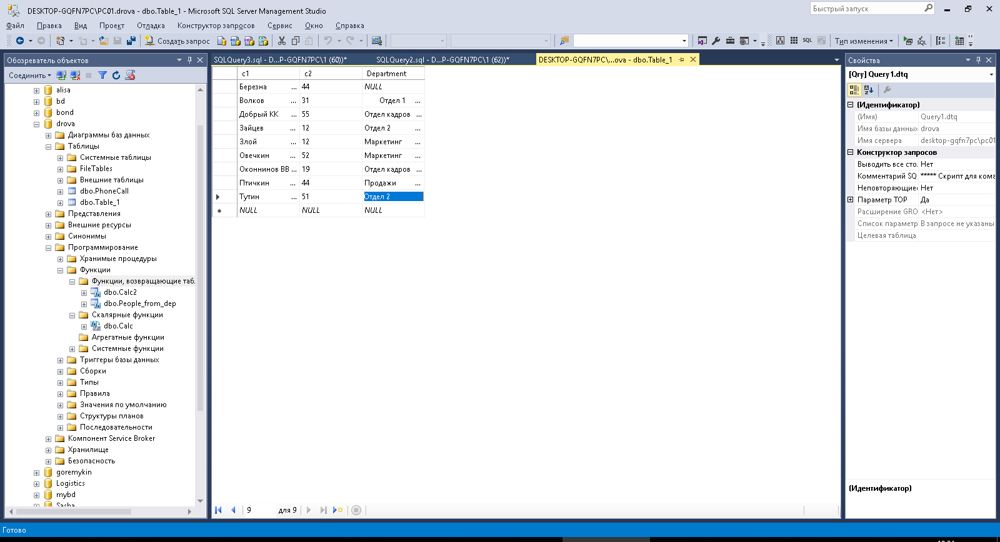 DESKTOP-GQFN7PC\PC01.drova - dbo.Table_1 - Microsoft SQL Server Management Studio
Быстрый запуск
Файл Правка Вид Проект Отладка Конструктор запросов Сервис Окно Справка
Создать запрос
SQL
Тип изменения
Обозреватель объектов
Соединить
alisa
bd
bond
drova
Диаграммы баз данных
Таблицы
Системные таблицы
FileTables
Внешние таблицы
dbo.PhoneCall
dbo.Table_1
Представления
Внешние ресурсы
Синонимы
Программирование
Хранимые процедуры
Функции
Функции, возвращающие таб
dbo.Calc2
dbo.People_from_dep
Скалярные функции
dbo.Calc
Агрегатные функции
Системные функции
Триггеры базы данных
Сборки
Типы
Правила
Значения по умолчанию
Структуры планов
Последовательности
Компонент Service Broker
Хранилище
Безопасность
goremykin
Logistics
mybd
Sasha
SQLQuery3.sql - D...P-GQFN7PC\1 (60))*
SQLQuery2.sql - D...P-GQFN7PC\1 (62))*
DESKTOP-GQFN7PC\...ova - dbo.Table_1
c1 c2 Department
Березна ... 44 NULL
Волков ... 31 Отдел 1 ...
Добрый КК ... 55 Отдел кадров ...
Зайцев ... 12 Отдел 2 ...
Злой ... 12 Маркетинг ...
Овечкин ... 52 Маркетинг ...
Оконнинов ВВ ... 19 Отдел кадров ...
Птичкин ... 44 Продажи ...
Тутин ... 51 Отдел 2
NULL NULL NULL
9 для 9
Свойства
[Qry] Query1.dtq
(Идентификатор)
(Имя) Query1.dtq
Имя базы данных drova
Имя сервера desktop-gqfn7pc\pc01
Конструктор запросов
Выводить все сто. Нет
Комментарий SQ ***** Скрипт для кома
Неповторяющиес Нет
Параметр TOP Да
Расширение GRO <Нет>
Список параметр В запросе не указаны
Целевая таблица
(Идентификатор)
Готово